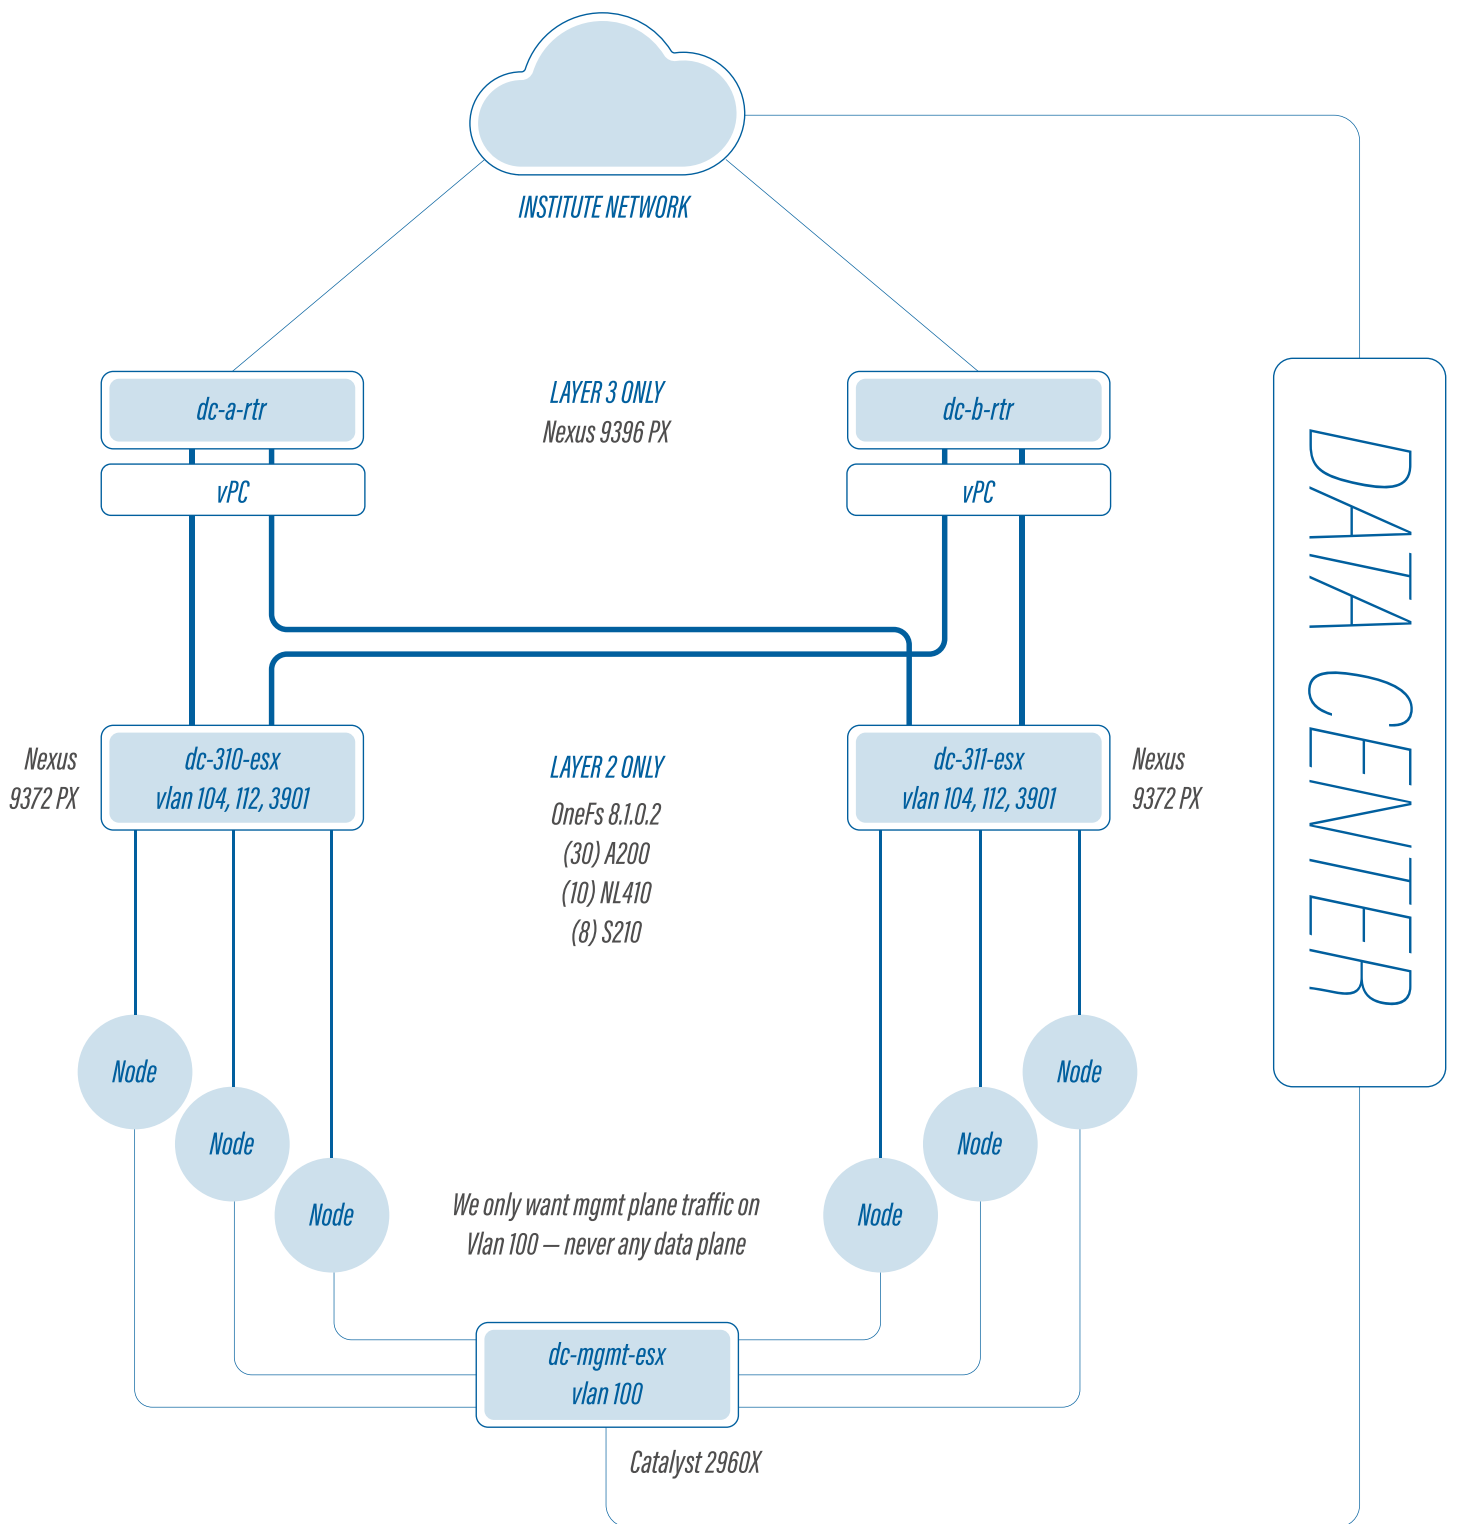 INSTITUTE NETWORK
dc-a-rtr
LAYER 3 ONLY
Nexus 9396 PX
dc-b-rtr
vPC
vPC
DATA CENTER
Nexus
9372 PX
dc-310-esx
vlan 104, 112, 3901
LAYER 2 ONLY
OneFs 8.1.0.2
(30) A200
(10) NL410
(8) S210
dc-311-esx
vlan 104, 112, 3901
Nexus
9372 PX
Node
Node
Node
Node
Node
Node
We only want mgmt plane traffic on
Vlan 100 — never any data plane
dc-mgmt-esx
vlan 100
Catalyst 2960X